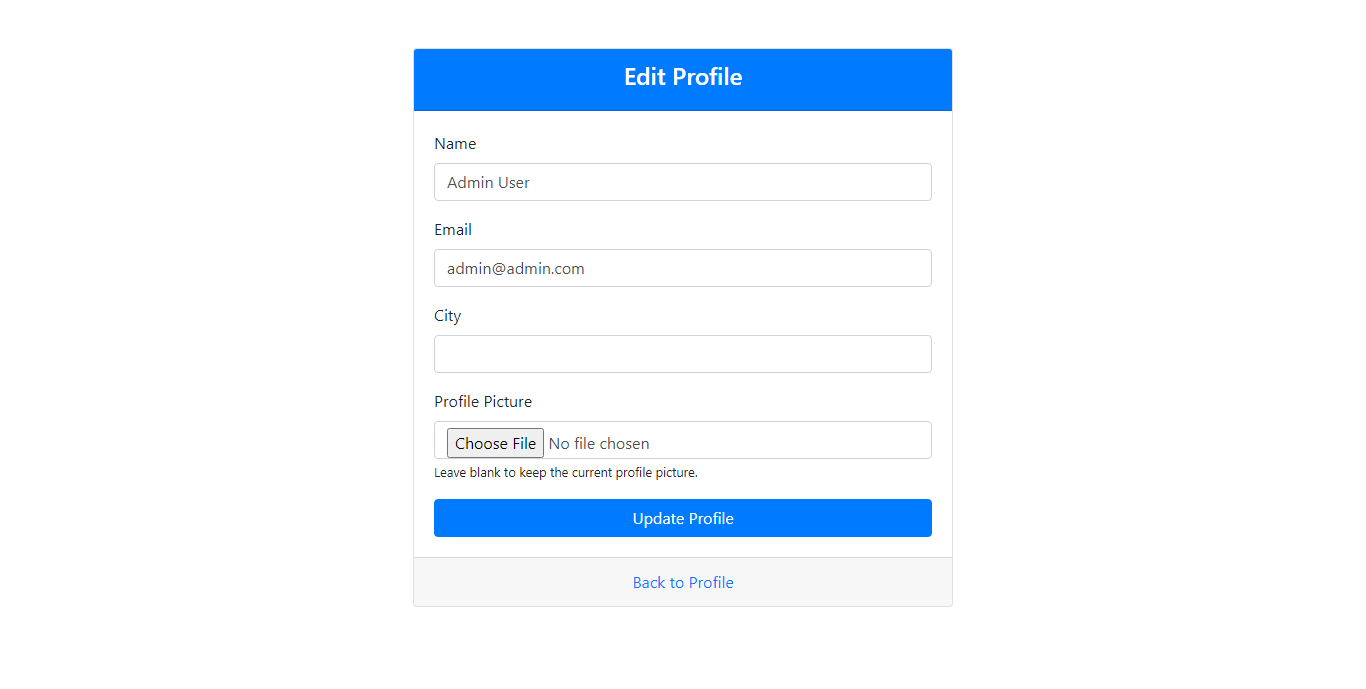 Edit Profile
Name
Admin User
Email
admin@admin.com
City
Profile Picture
Choose File No file chosen
Leave blank to keep the current profile picture.
Update Profile
Back to Profile